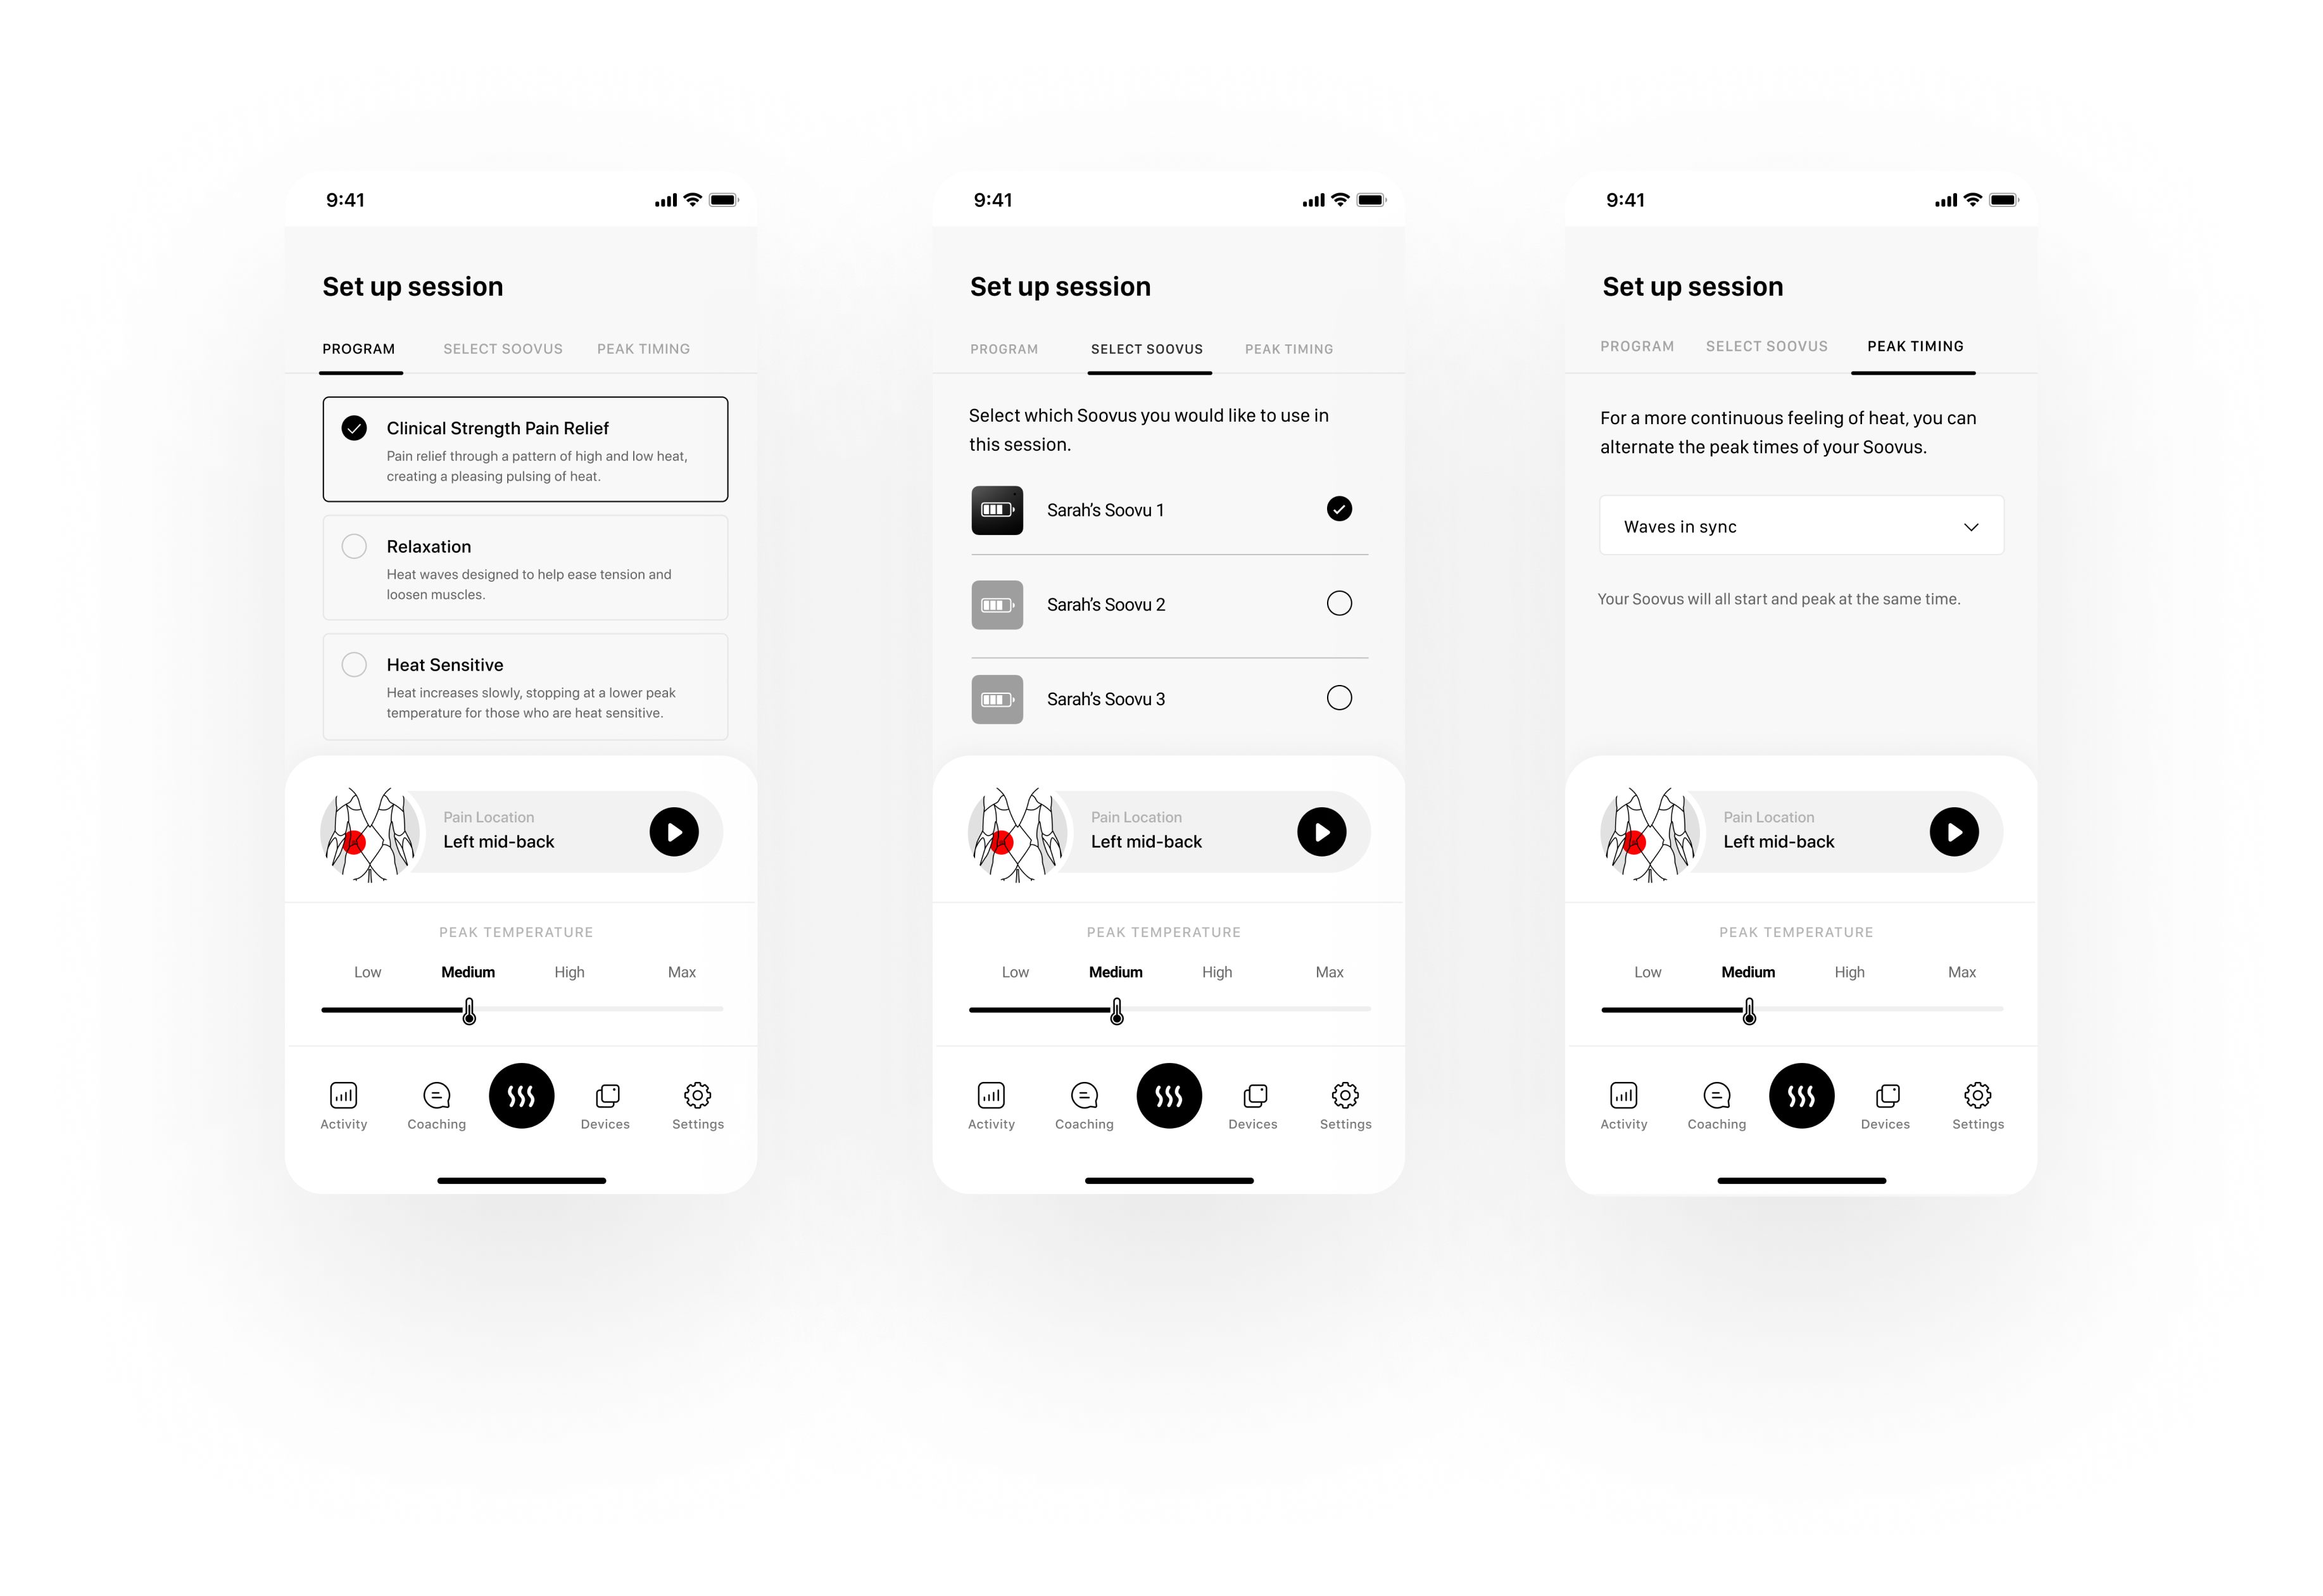 9:41
Set up session
PROGRAM SELECT SOOVUS PEAK TIMING
Clinical Strength Pain Relief
Pain relief through a pattern of high and low heat,
creating a pleasing pulsing of heat.
Relaxation
Heat waves designed to help ease tension and
loosen muscles.
Heat Sensitive
Heat increases slowly, stopping at a lower peak
temperature for those who are heat sensitive.
Pain Location
Left mid-back
PEAK TEMPERATURE
Low Medium High Max
Activity Coaching Devices Settings
9:41
Set up session
PROGRAM SELECT SOOVUS PEAK TIMING
Select which Soovus you would like to use in
this session.
Sarah’s Soovu 1
Sarah’s Soovu 2
Sarah’s Soovu 3
Pain Location
Left mid-back
PEAK TEMPERATURE
Low Medium High Max
Activity Coaching Devices Settings
9:41
Set up session
PROGRAM SELECT SOOVUS PEAK TIMING
For a more continuous feeling of heat, you can
alternate the peak times of your Soovus.
Waves in sync
Your Soovus will all start and peak at the same time.
Pain Location
Left mid-back
PEAK TEMPERATURE
Low Medium High Max
Activity Coaching Devices Settings